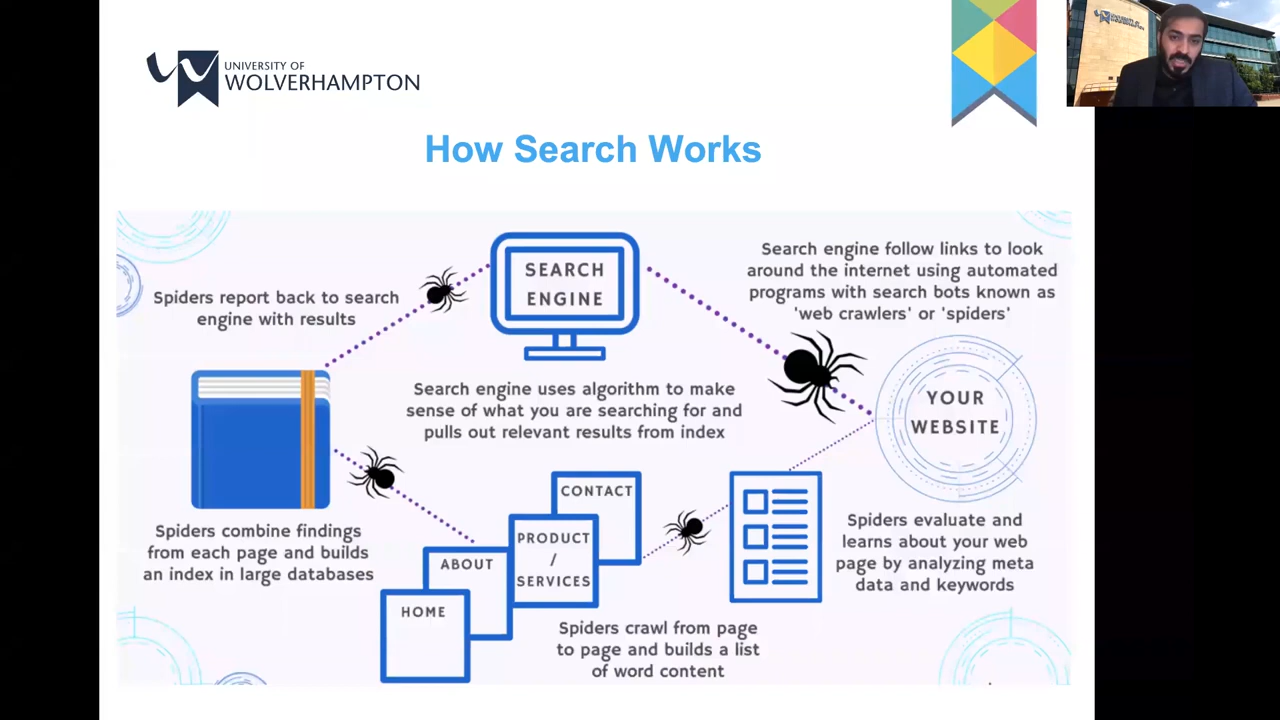 UNIVERSITY OF
WOLVERHAMPTON
How Search Works
Spiders report back to search
engine with results
SEARCH
ENGINE
Search engine follow links to look
around the internet using automated
programs with search bots known as
'web crawlers' or 'spiders'
Search engine uses algorithm to make
sense of what you are searching for and
pulls out relevant results from index
YOUR
WEBSITE
Spiders combine findings
from each page and builds
an index in large databases
CONTACT
PRODUCT
/
SERVICES
ABOUT
HOME
Spiders evaluate and
learns about your web
page by analyzing meta
data and keywords
Spiders crawl from page
to page and builds a list
of word content